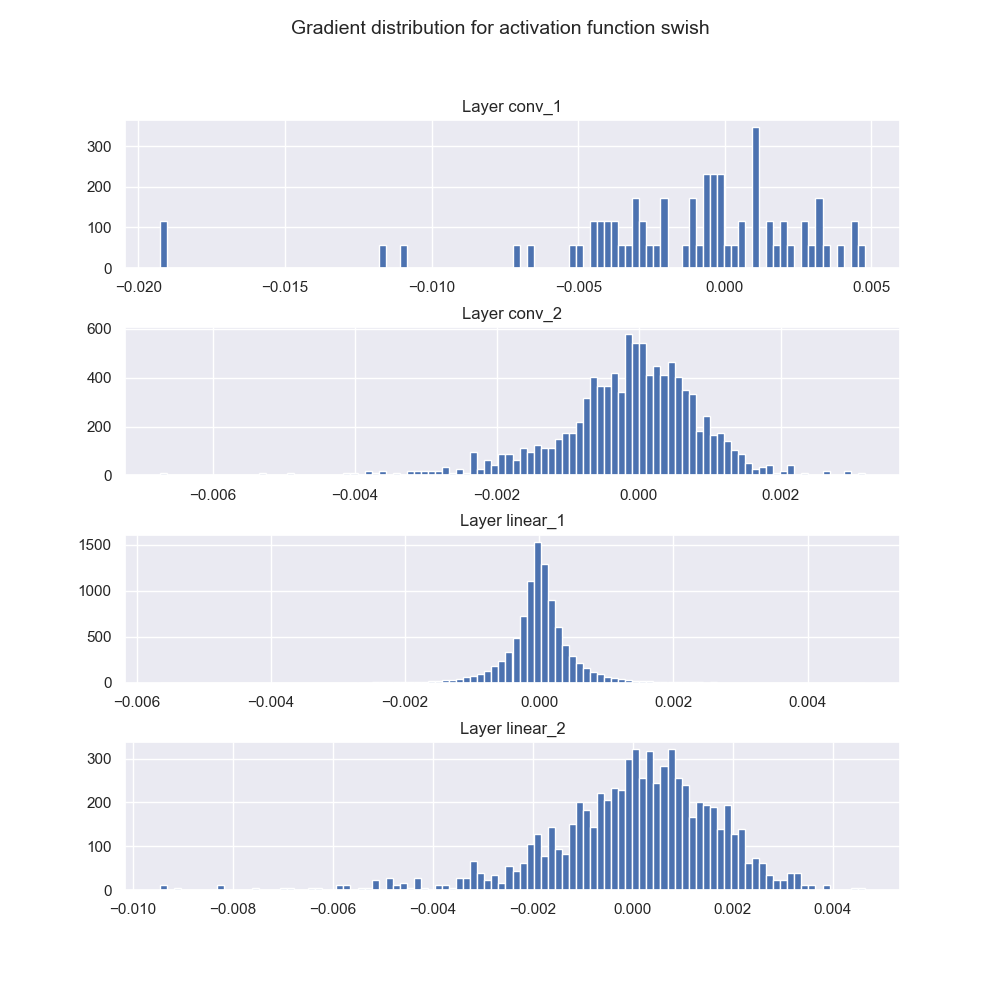 Gradient distribution for activation function swish
Layer conv_1
300
200
100
0
−0.020 −0.015 −0.010 −0.005 0.000 0.005
Layer conv_2
600
400
200
0
−0.006 −0.004 −0.002 0.000 0.002
Layer linear_1
1500
1000
500
0
−0.006 −0.004 −0.002 0.000 0.002 0.004
Layer linear_2
300
200
100
0
−0.010 −0.008 −0.006 −0.004 −0.002 0.000 0.002 0.004